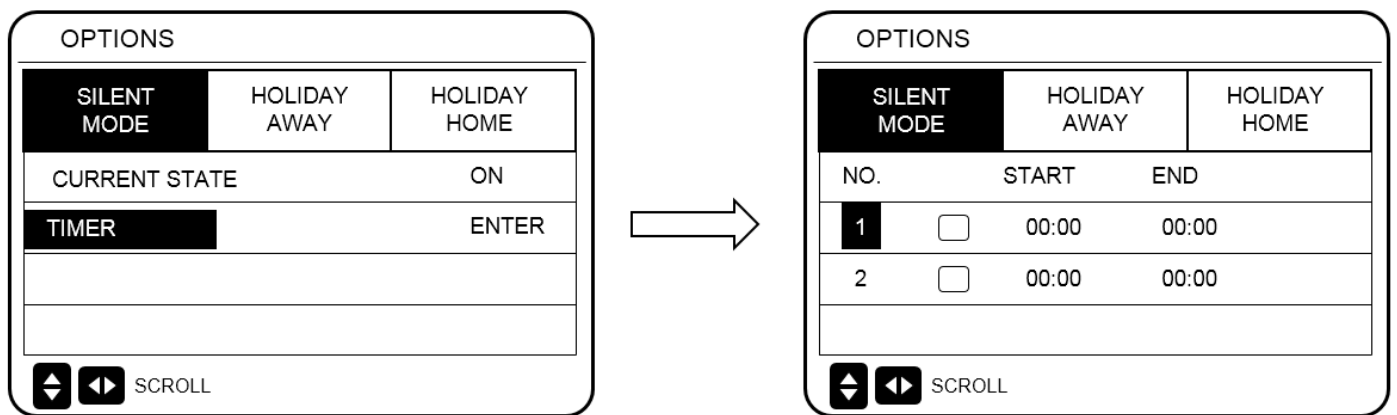 OPTIONS
SILENT MODE HOLIDAY AWAY HOLIDAY HOME
CURRENT STATE ON
TIMER ENTER
SCROLL
OPTIONS
SILENT MODE HOLIDAY AWAY HOLIDAY HOME
NO. START END
1 00:00 00:00
2 00:00 00:00
SCROLL